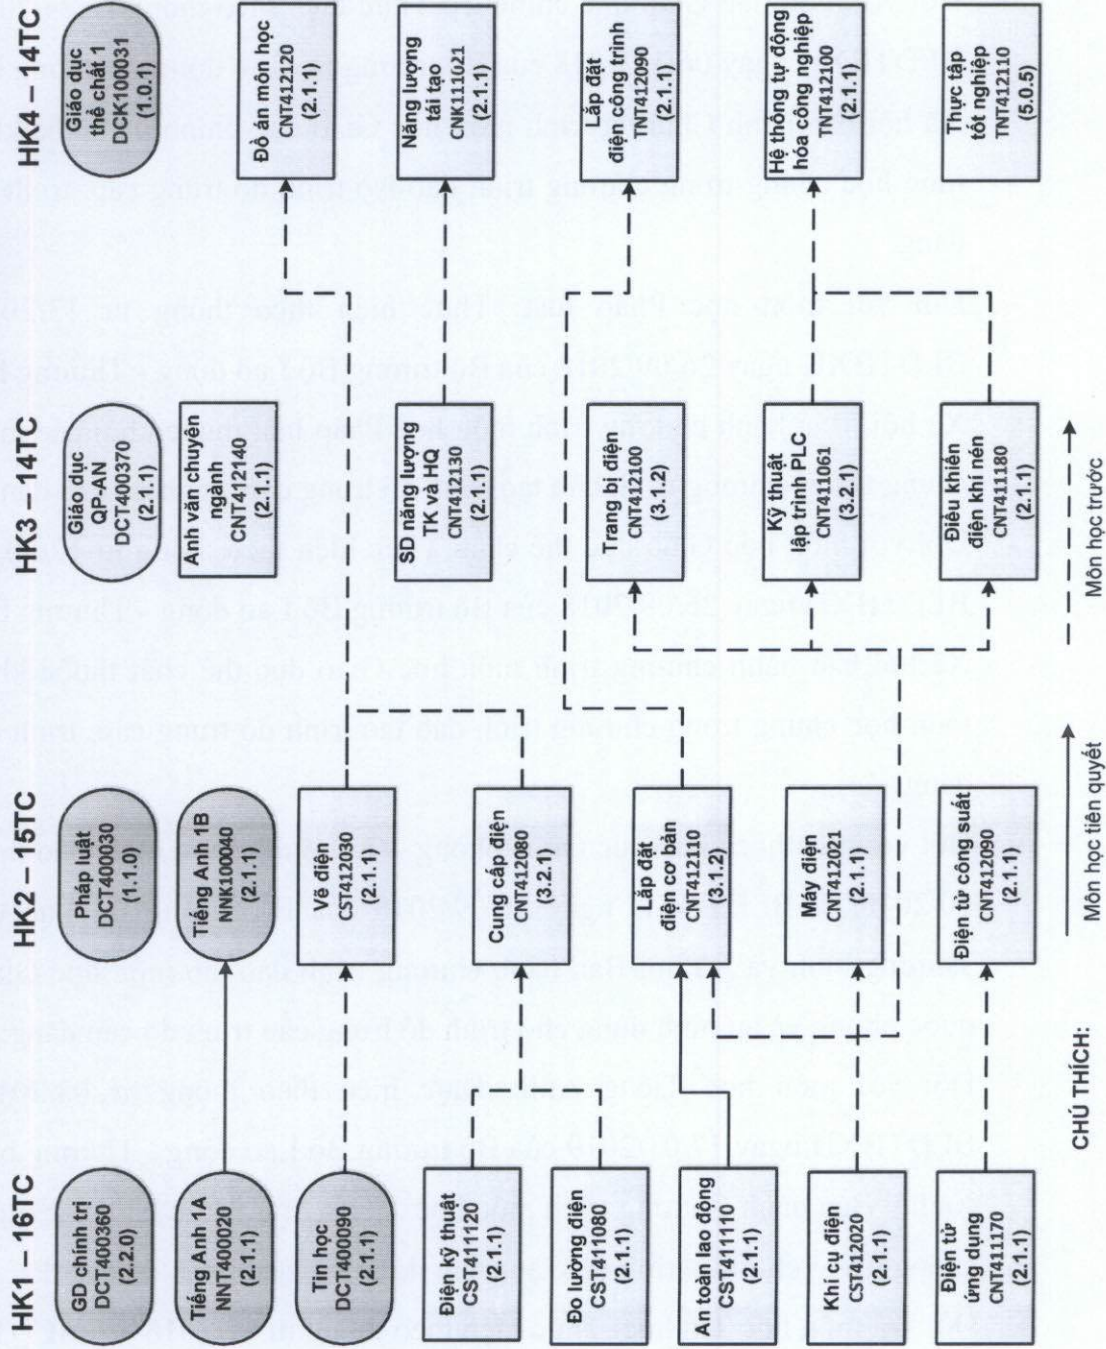 HK1 – 16TC
GD chính trị
DCT400360
(2.2.0)
Tiếng Anh 1A
NNT400020
(2.1.1)
Tin học
DCT400090
(2.1.1)
Điện kỹ thuật
CST411120
(2.1.1)
Đo lường điện
CST411080
(2.1.1)
An toàn lao động
CST411110
(2.1.1)
Khí cụ điện
CST412020
(2.1.1)
Điện tử
ứng dụng
CNT411170
(2.1.1)
HK2 – 15TC
Pháp luật
DCT400030
(1.1.0)
Tiếng Anh 1B
NNK100040
(2.1.1)
Vẽ điện
CST412030
(2.1.1)
Cung cấp điện
CNT412080
(3.2.1)
Lắp đặt
điện cơ bản
CNT412110
(3.1.2)
Máy điện
CNT412021
(2.1.1)
Điện tử công suất
CNT412090
(2.1.1)
HK3 –14TC
Giáo dục
QP-AN
DCT400370
(2.1.1)
Anh văn chuyên
ngành
CNT412140
(2.1.1)
SD năng lượng
TK và HQ
CNT412130
(2.1.1)
Trang bị điện
CNT412100
(3.1.2)
Kỹ thuật
lập trình PLC
CNT411061
(3.2.1)
Điều khiển
điện khí nén
CNT411180
(2.1.1)
HK4 – 14TC
Giáo dục
thể chất 1
DCK100031
(1.0.1)
Đồ án môn học
CNT412120
(2.1.1)
Năng lượng
tái tạo
CNK111021
(2.1.1)
Lắp đặt
điện công trình
TNT412090
(2.1.1)
Hệ thống tự động
hóa công nghiệp
TNT412100
(2.1.1)
Thực tập
tốt nghiệp
TNT412110
(5.0.5)
CHÚ THÍCH:
Môn học tiên quyết
Môn học trước